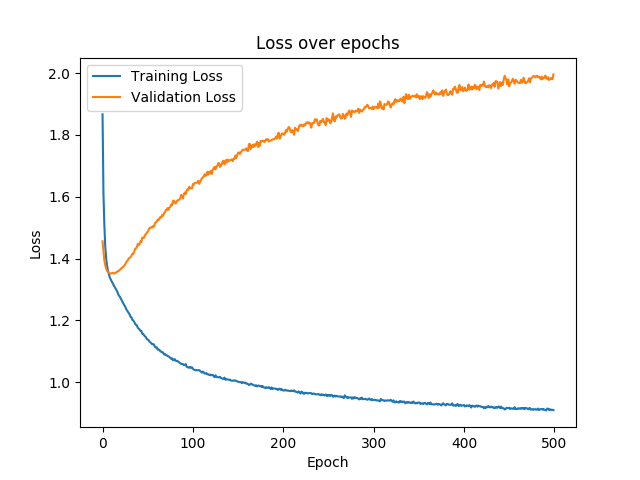 Loss over epochs
Training Loss
Validation Loss
2.0
1.8
1.6
1.4
1.2
1.0
Loss
0 100 200 300 400 500
Epoch